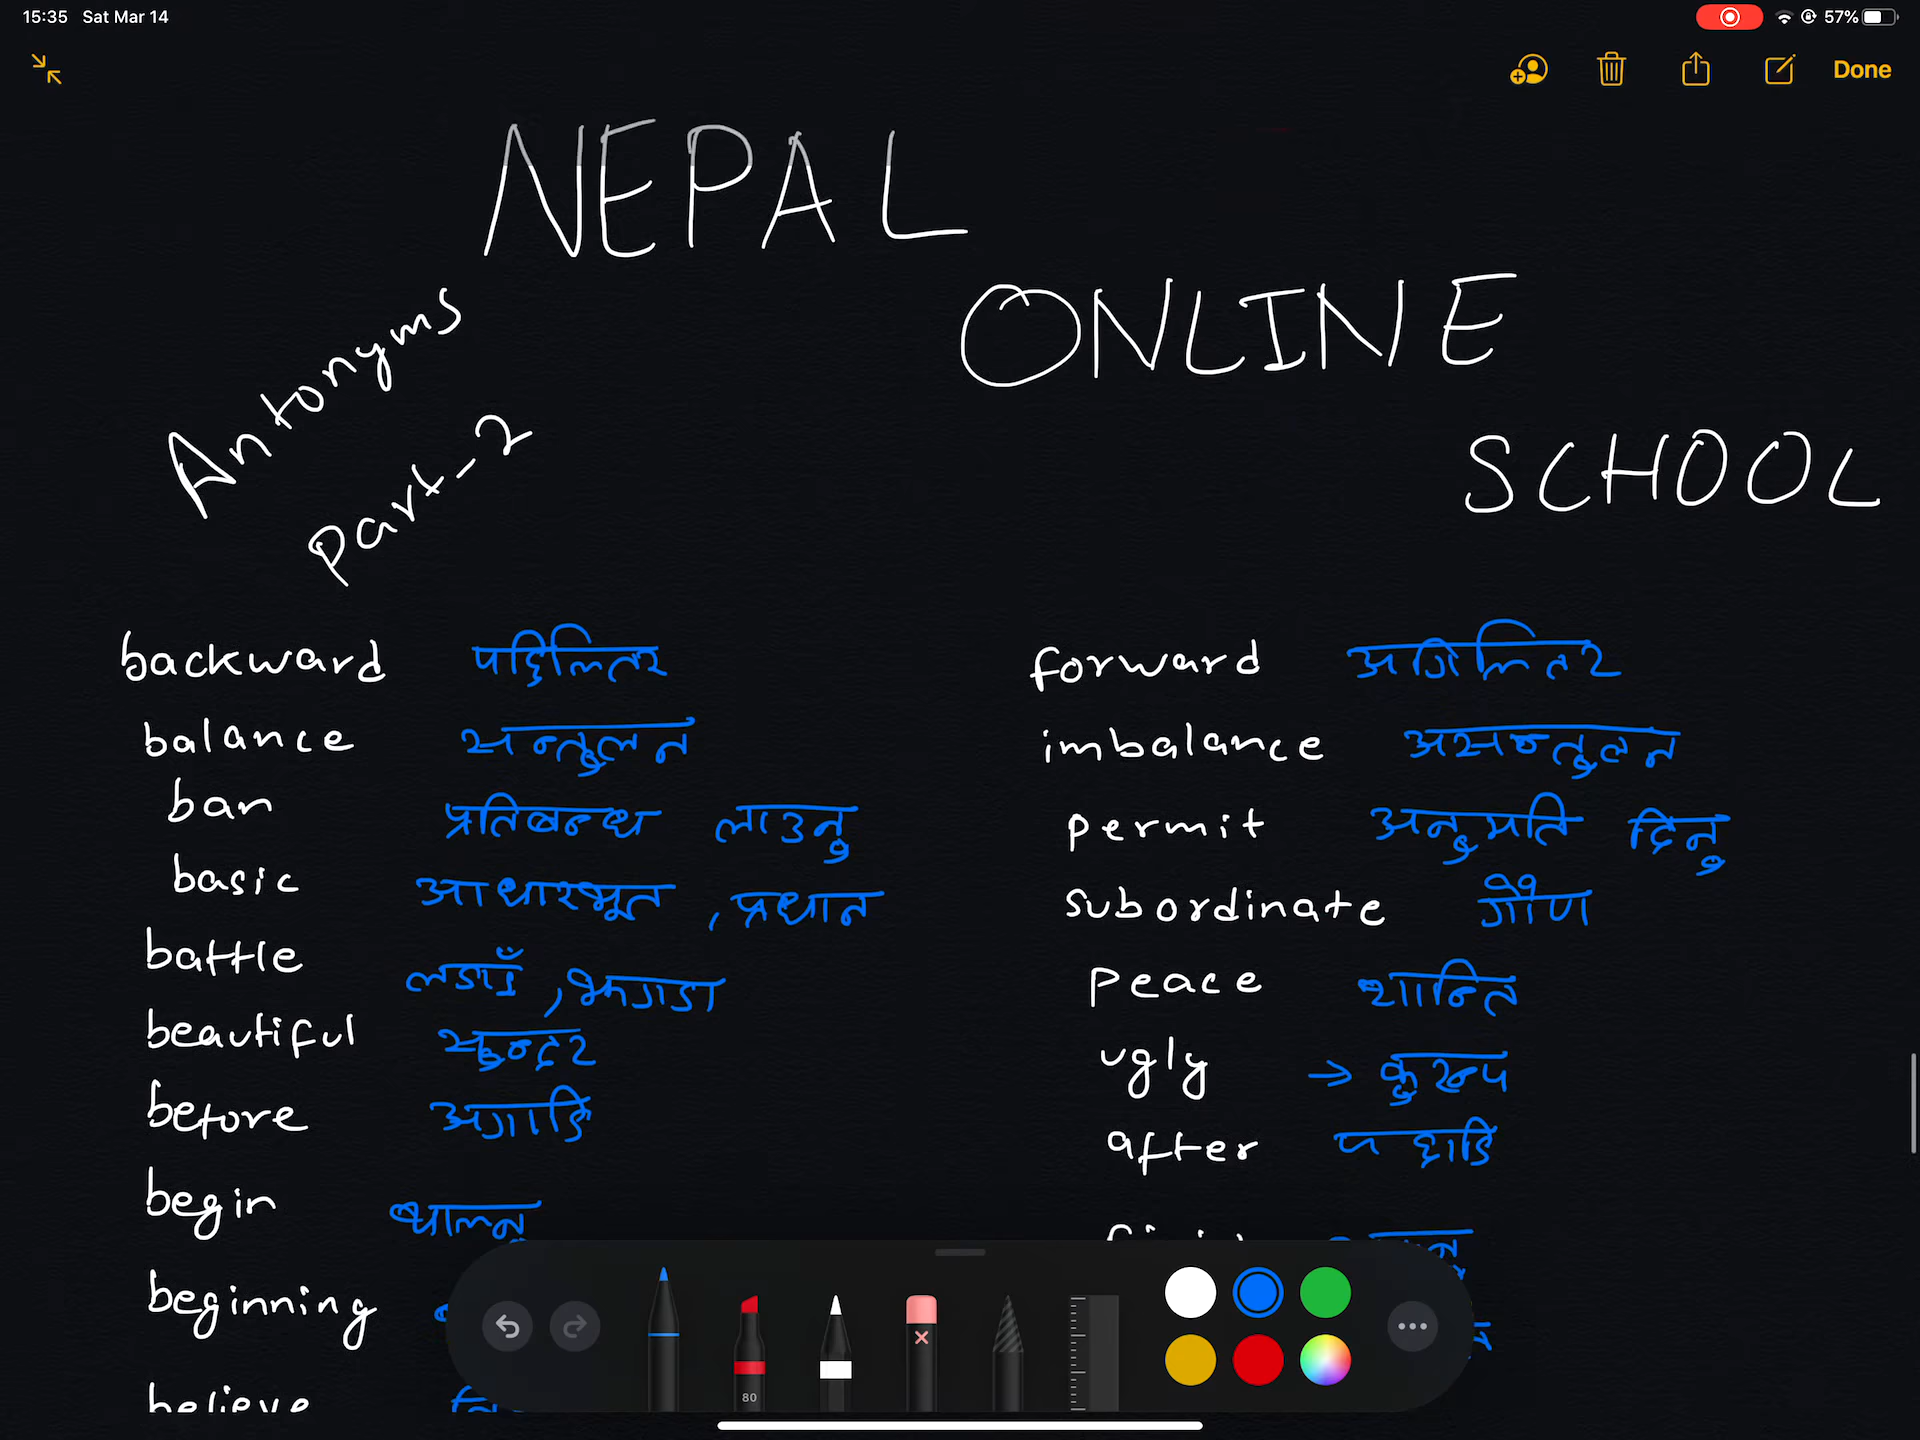 15:35 Sat Mar 14
57%
Done
NEPAL
ONLINE
SCHOOL
Antonyms
part-2
backward पछिल्तिर forward अगिल्तिर
balance सन्तुलन imbalance असन्तुलन
ban प्रतिबन्ध लाउनु permit अनुमति दिनु
basic आधारभूत , प्रधान subordinate गौण
battle लडाइँ , झगडा peace शान्ति
beautiful सुन्दर ugly → कुरूप
before अगाडि after पछाडि
begin थाल्नु
beginning
believe
80